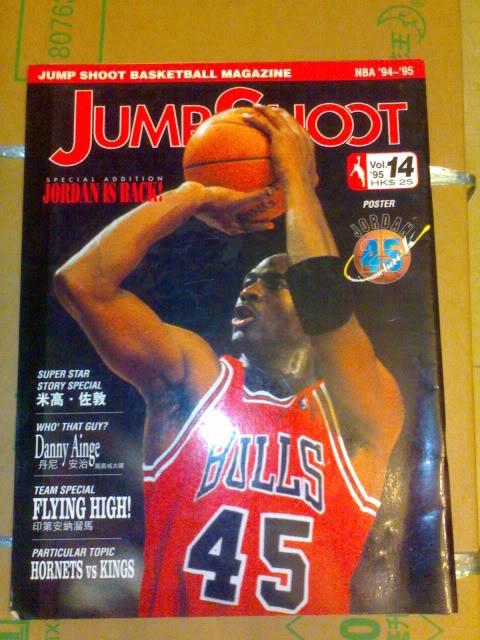 8076
JUMP SHOOT BASKETBALL MAGAZINE
NBA '94-'95
JUMP SHOOT
SPECIAL ADDITION
JORDAN IS BACK!
Vol. 14
'95
HK$ 25
POSTER
JORDAN
45
SUPER STAR
STORY SPECIAL
米高・佐敦
WHO' THAT GUY?
Danny Ainge
丹尼 安治
TEAM SPECIAL
FLYING HIGH!
印第安納溜馬
PARTICULAR TOPIC
HORNETS vs KINGS
BULLS
45